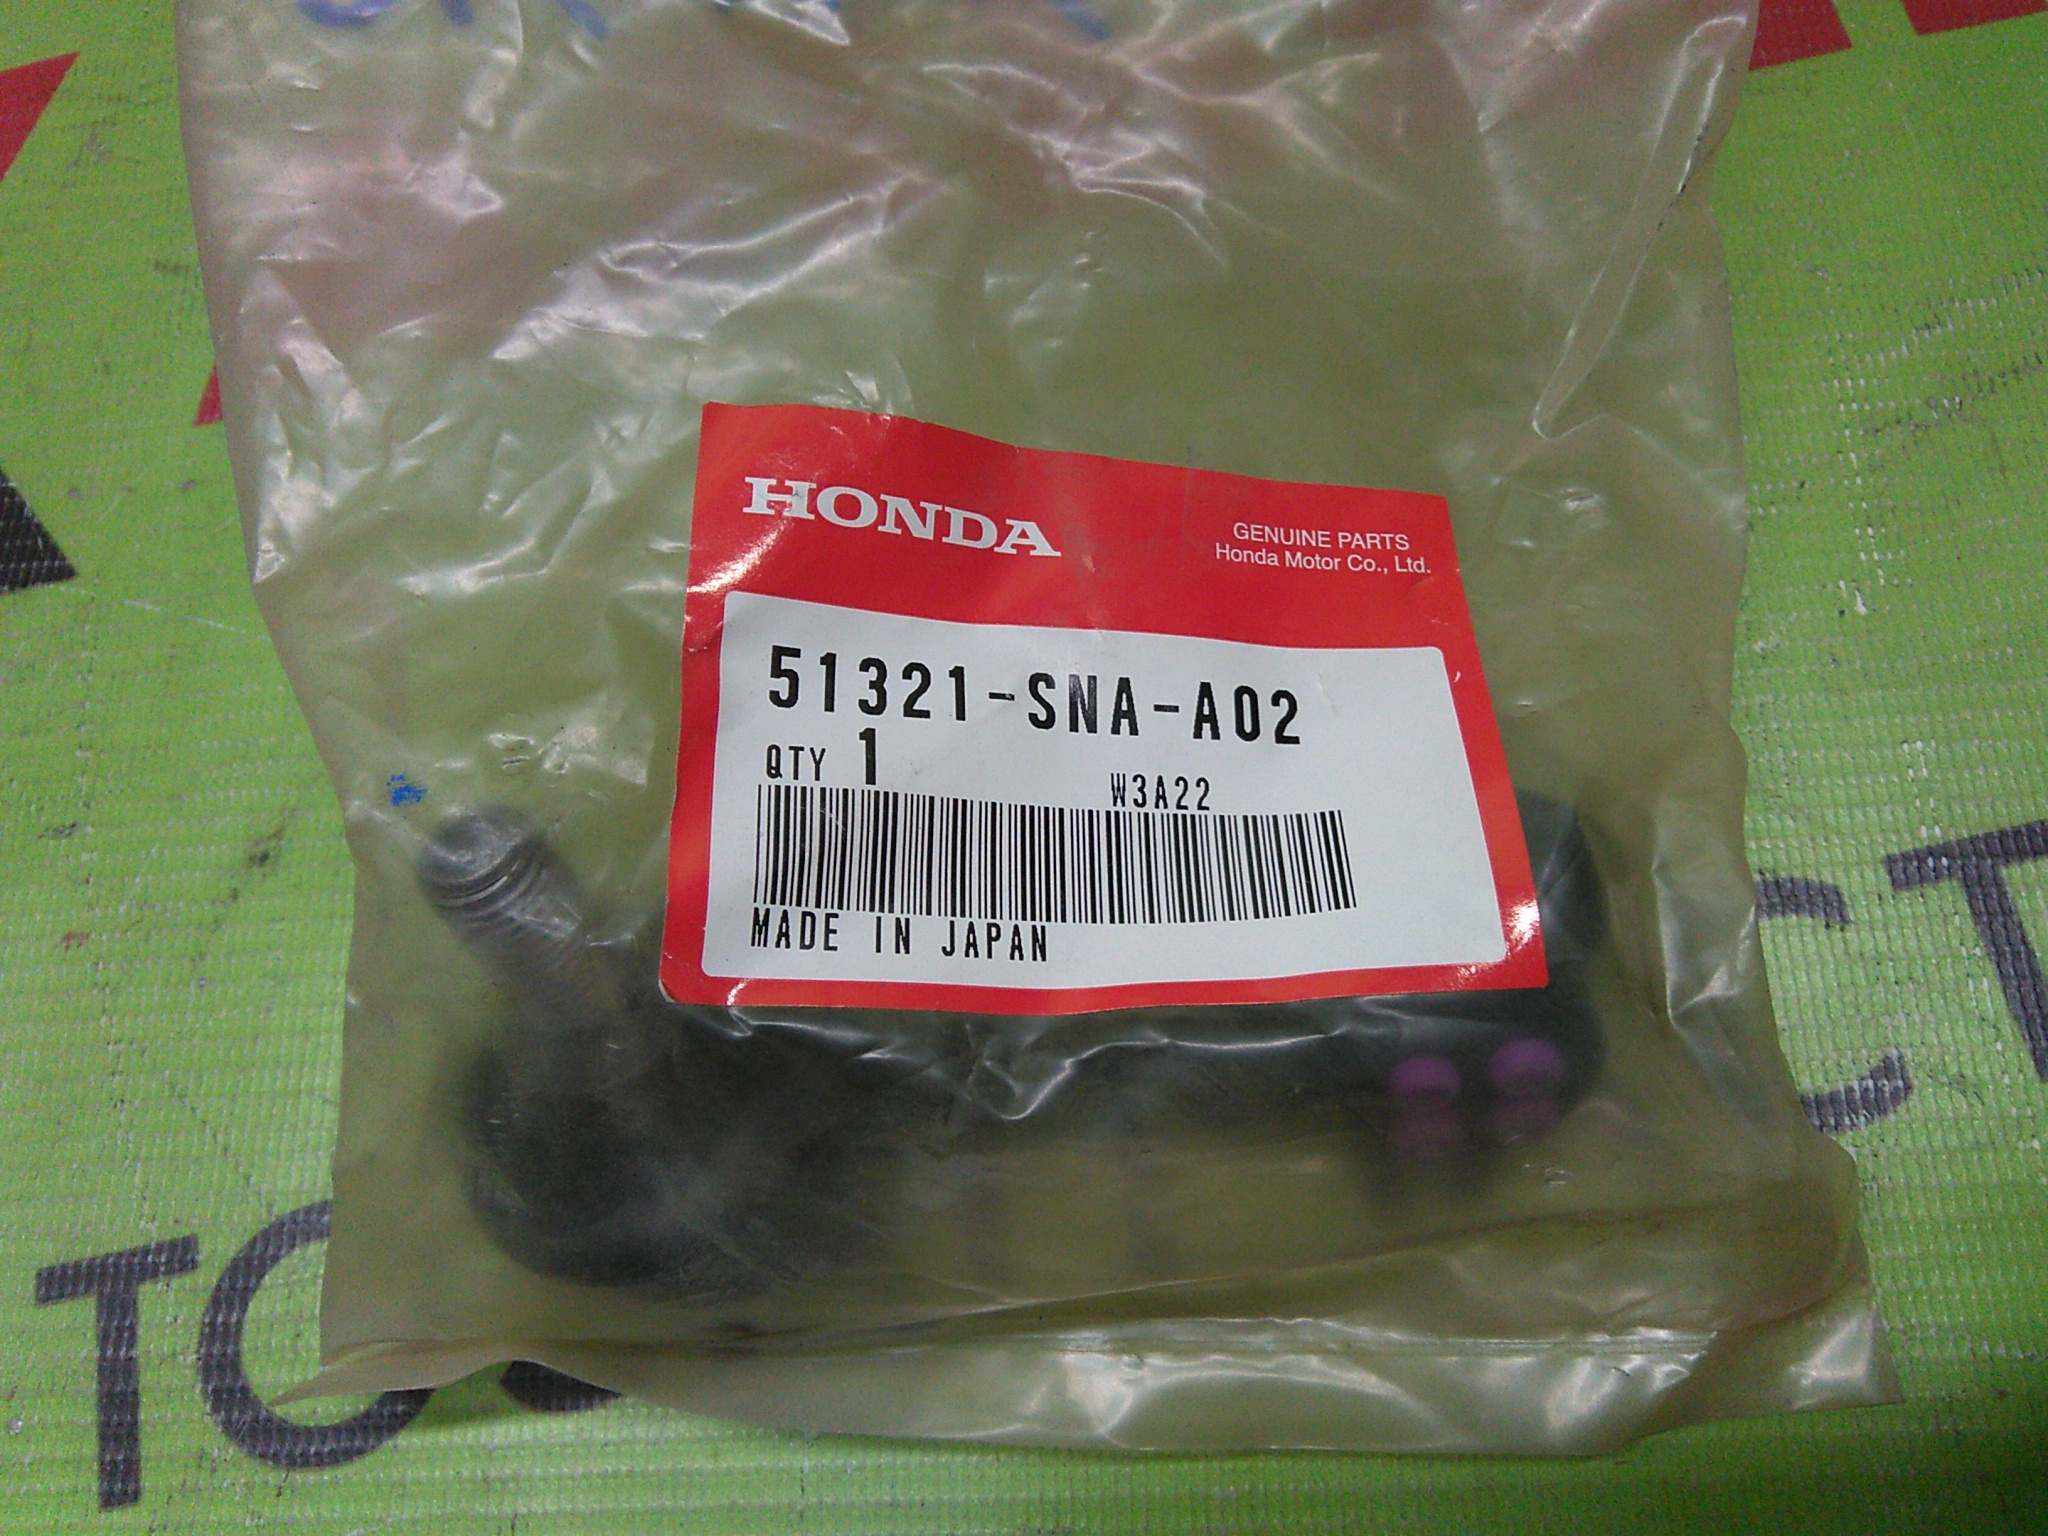 HONDA
GENUINE PARTS
Honda Motor Co., Ltd.
51321-SNA-A02
QTY 1
W3A22
MADE IN JAPAN